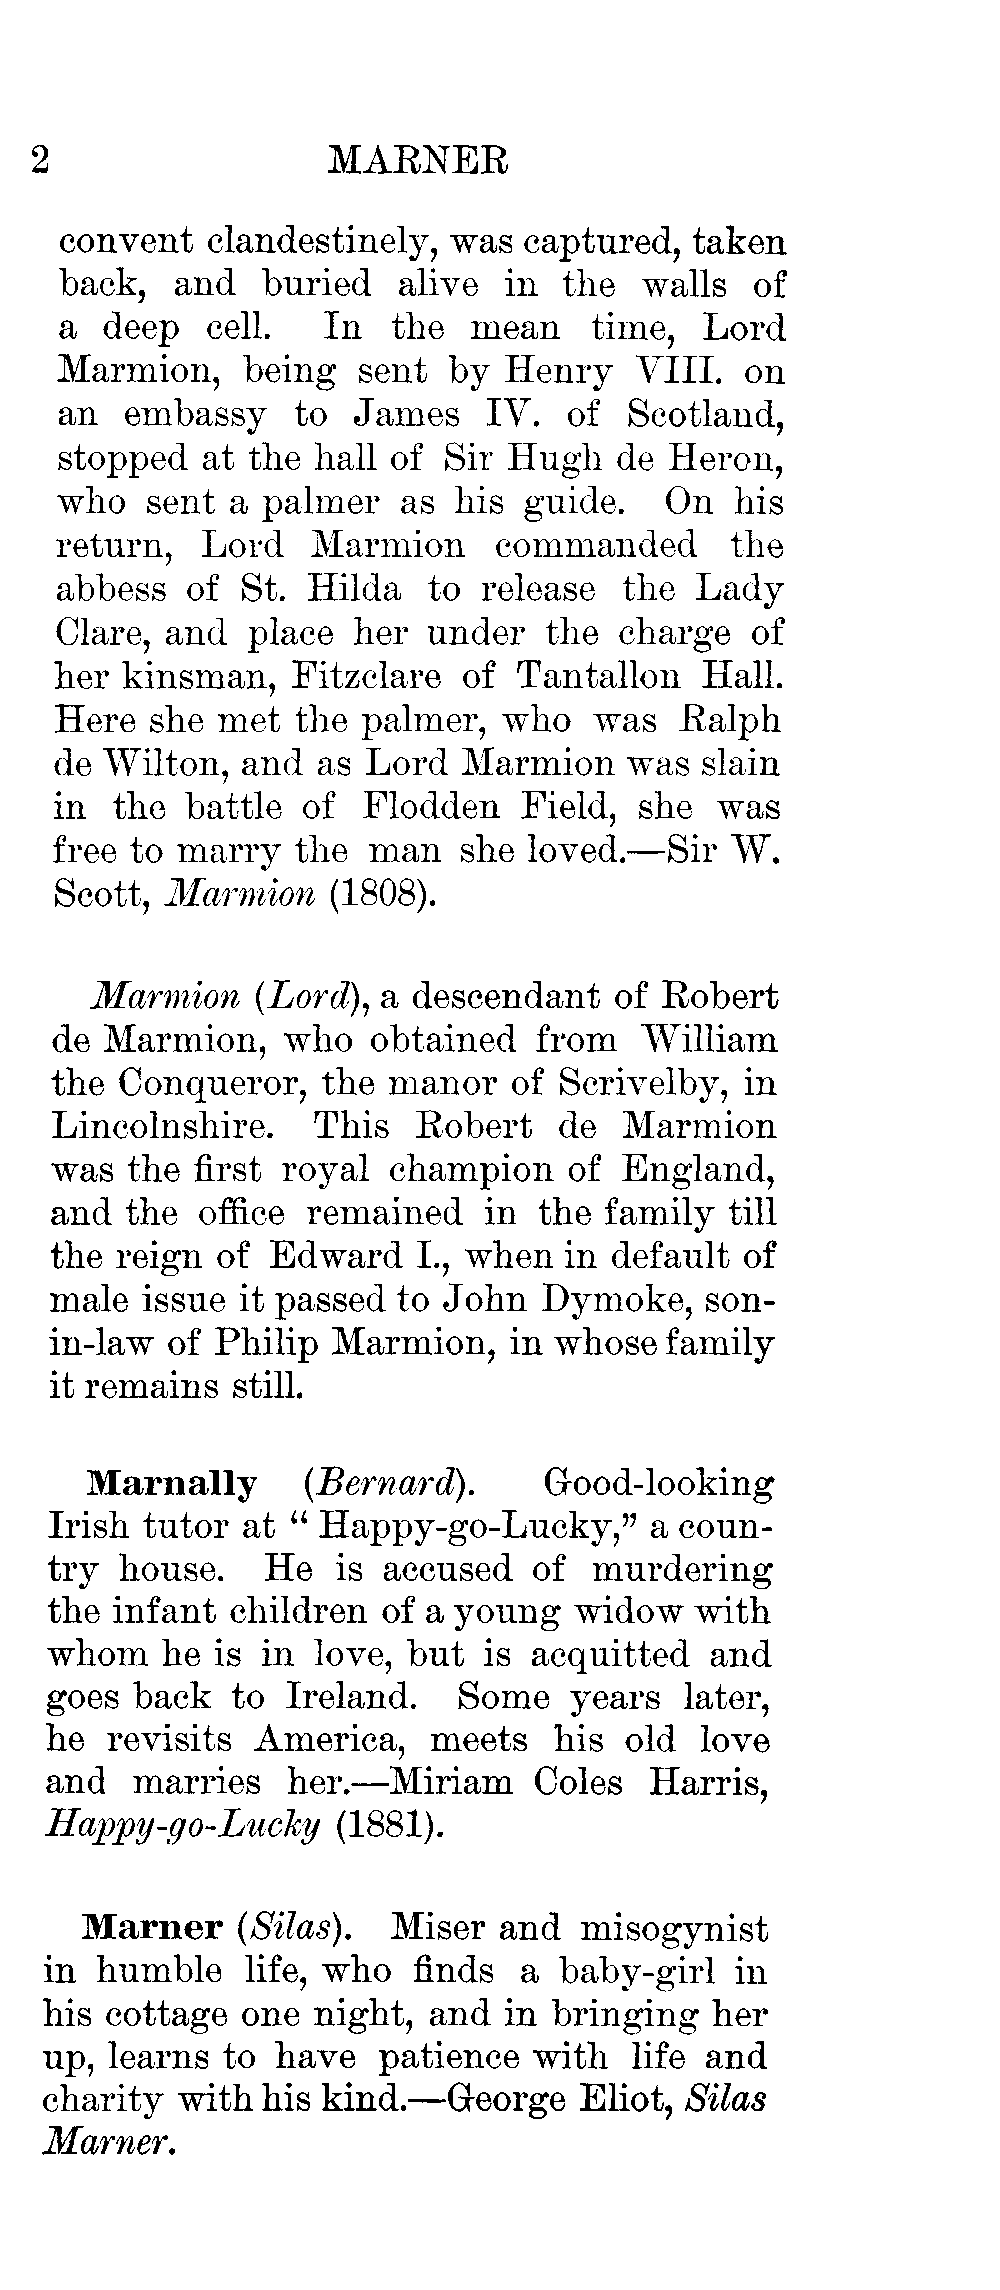 2 MARNER
convent clandestinely, was captured, taken
back, and buried alive in the walls of
a deep cell. In the mean time, Lord
Marmion, being sent by Henry VIII. on
an embassy to James IV. of Scotland,
stopped at the hall of Sir Hugh de Heron,
who sent a palmer as his guide. On his
return, Lord Marmion commanded the
abbess of St. Hilda to release the Lady
Clare, and place her under the charge of
her kinsman, Fitzclare of Tantallon Hall.
Here she met the palmer, who was Ralph
de Wilton, and as Lord Marmion was slain
in the battle of Flodden Field, she was
free to marry the man she loved.—Sir W.
Scott, Marmion (1808).
Marmion (Lord), a descendant of Robert
de Marmion, who obtained from William
the Conqueror, the manor of Scrivelby, in
Lincolnshire. This Robert de Marmion
was the first royal champion of England,
and the office remained in the family till
the reign of Edward I., when in default of
male issue it passed to John Dymoke, son-
in-law of Philip Marmion, in whose family
it remains still.
Marnally (Bernard). Good-looking
Irish tutor at “ Happy-go-Lucky,” a coun-
try house. He is accused of murdering
the infant children of a young widow with
whom he is in love, but is acquitted and
goes back to Ireland. Some years later,
he revisits America, meets his old love
and marries her.—Miriam Coles Harris,
Happy-go-Lucky (1881).
Marner (Silas). Miser and misogynist
in humble life, who finds a baby-girl in
his cottage one night, and in bringing her
up, learns to have patience with life and
charity with his kind.—George Eliot, Silas
Marner.